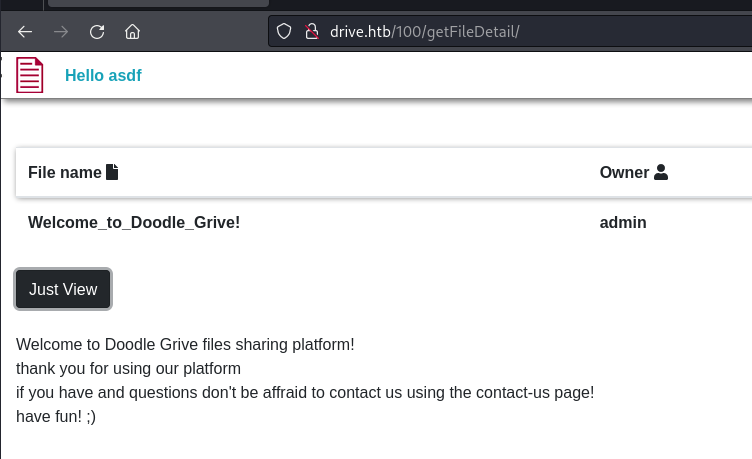 drive.htb/100/getFileDetail/
Hello asdf
File name Owner
Welcome_to_Doodle_Grive! admin
Just View
Welcome to Doodle Grive files sharing platform!
thank you for using our platform
if you have and questions don't be affraid to contact us using the contact-us page!
have fun! ;)